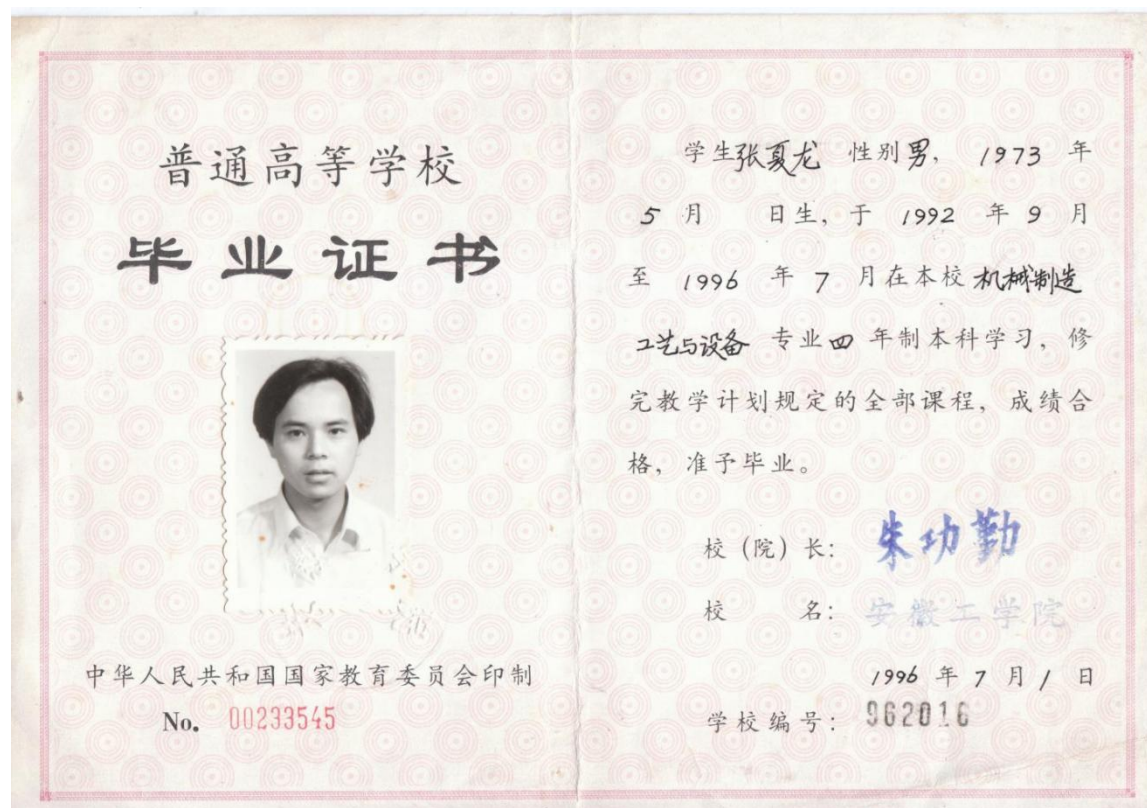 普通高等学校
毕业证书
中华人民共和国国家教育委员会印制
No. 00233545
学生张夏龙 性别男, 1973 年
5 月 日生, 于 1992 年 9 月
至 1996 年 7 月在本校 机械制造
工艺与设备 专业四 年制本科学习, 修
完教学计划规定的全部课程, 成绩合
格, 准予毕业。
校(院)长: 朱功勤
校 名: 安徽工学院
1996 年 7 月 1 日
学校编号: 962016